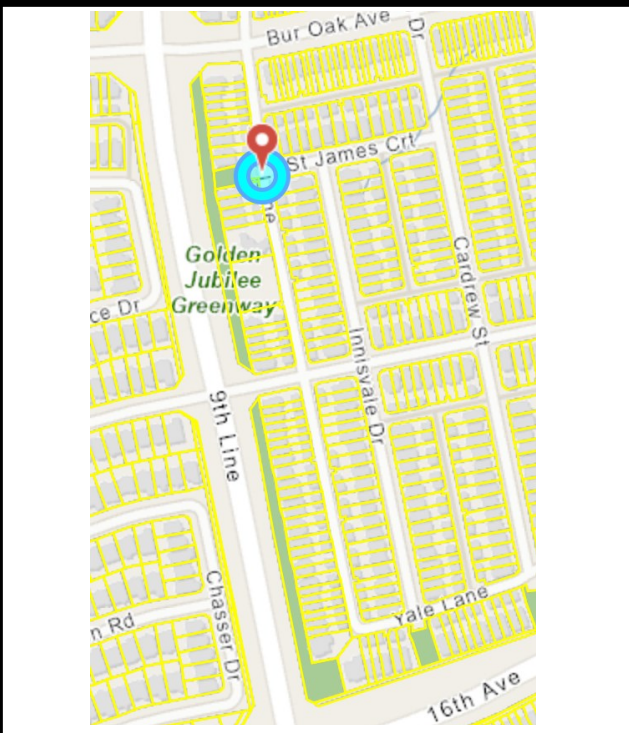 Bur Oak Ave
Dr
St James Crt
ne
Golden
Jubilee
Greenway
ce Dr
Cardrew St
Innisvale Dr
9th Line
Chasser Dr
n Rd
Yale Lane
16th Ave